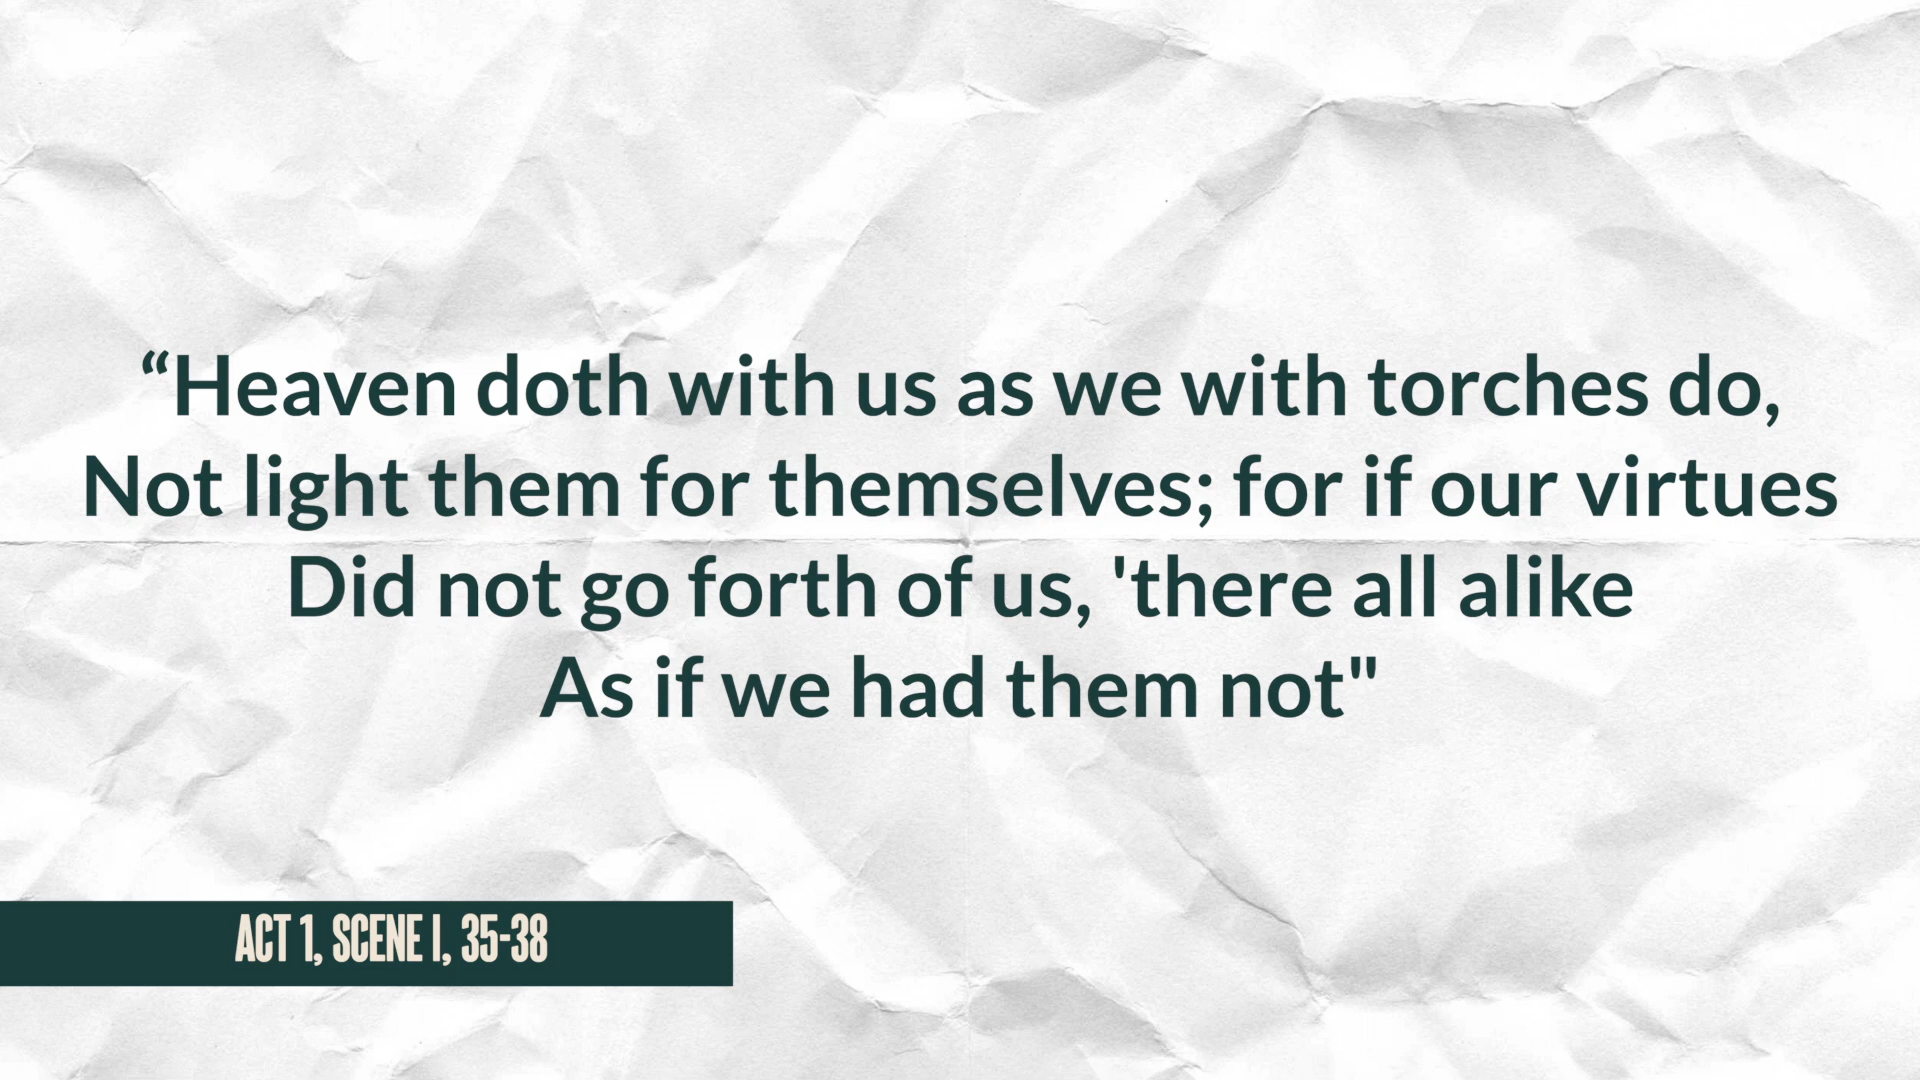 “Heaven doth with us as we with torches do,
Not light them for themselves; for if our virtues
Did not go forth of us, 'there all alike
As if we had them not"
ACT 1, SCENE I, 35-38